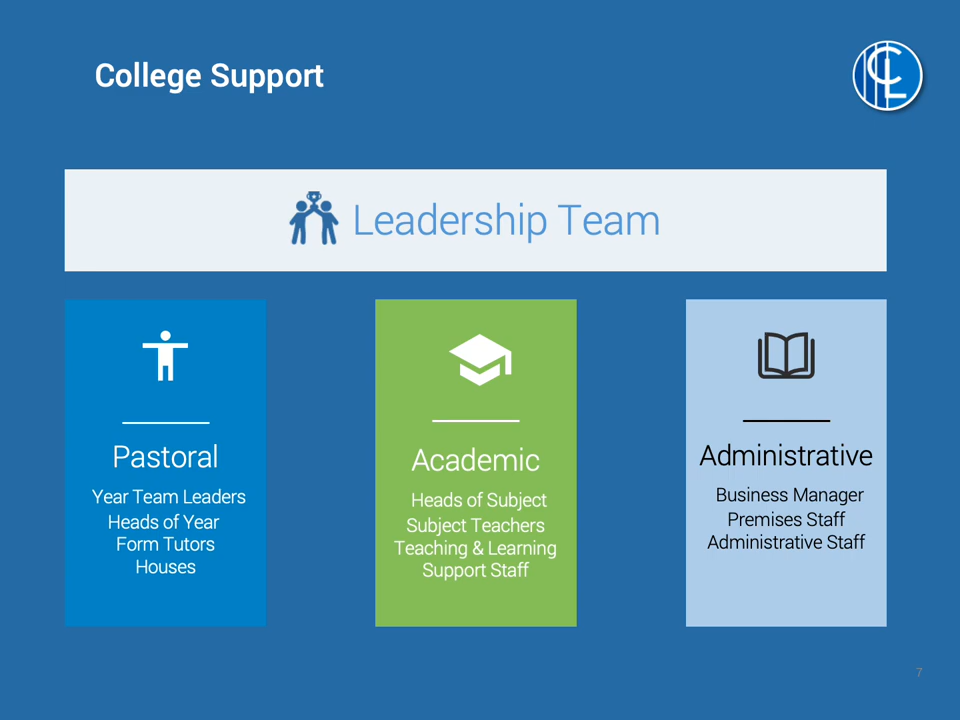 College Support
CCL
Leadership Team
Pastoral
Year Team Leaders
Heads of Year
Form Tutors
Houses
Academic
Heads of Subject
Subject Teachers
Teaching & Learning
Support Staff
Administrative
Business Manager
Premises Staff
Administrative Staff
7